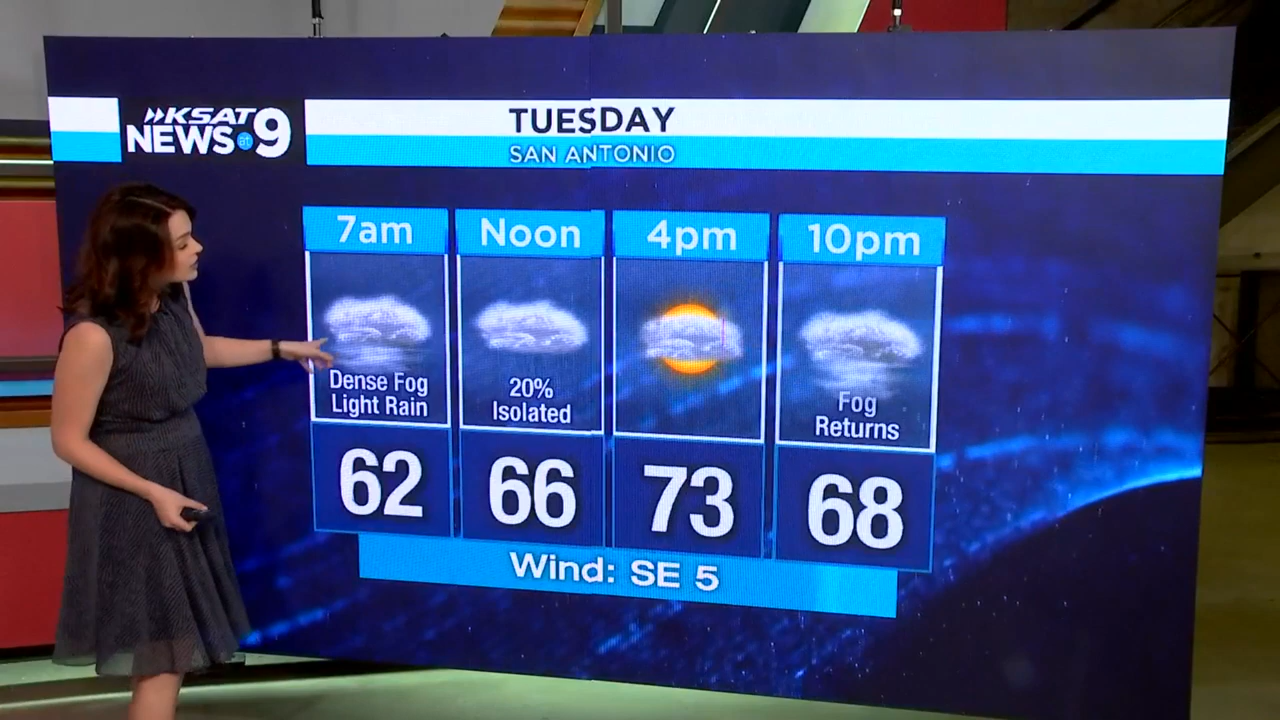 KSAT
NEWS at 9
TUESDAY
SAN ANTONIO
7am
Dense Fog
Light Rain
62
Noon
20%
Isolated
66
4pm
73
10pm
Fog
Returns
68
Wind: SE 5